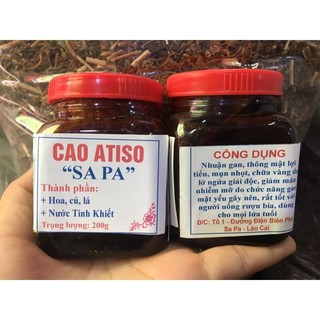 CAO ATISO
“SA PA”
Thành phần:
+ Hoa, củ, lá
+ Nước Tinh Khiết
Trọng lượng: 200g
CÔNG DỤNG
Nhuận gan, thông mật lợi
tiểu, mụn nhọt, chữa vàng da
lở ngứa giải độc, giảm mẩn
nhiễm mỡ do chức năng gan
mật yếu gây nên, rất tốt với
người uống rượu bia, dùng
cho mọi lứa tuổi
Đ/C: Tổ 1 - Đường Điện Biên Phủ
Sa Pa - Lào Cai